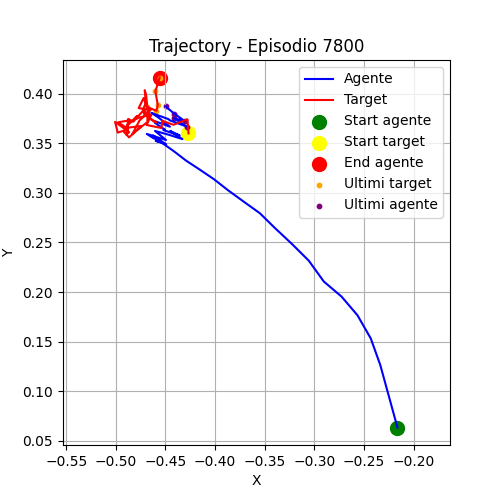 Trajectory - Episodio 7800
Agente
Target
Start agente
Start target
End agente
Ultimi target
Ultimi agente
Y
0.40
0.35
0.30
0.25
0.20
0.15
0.10
0.05
−0.55 −0.50 −0.45 −0.40 −0.35 −0.30 −0.25 −0.20
X